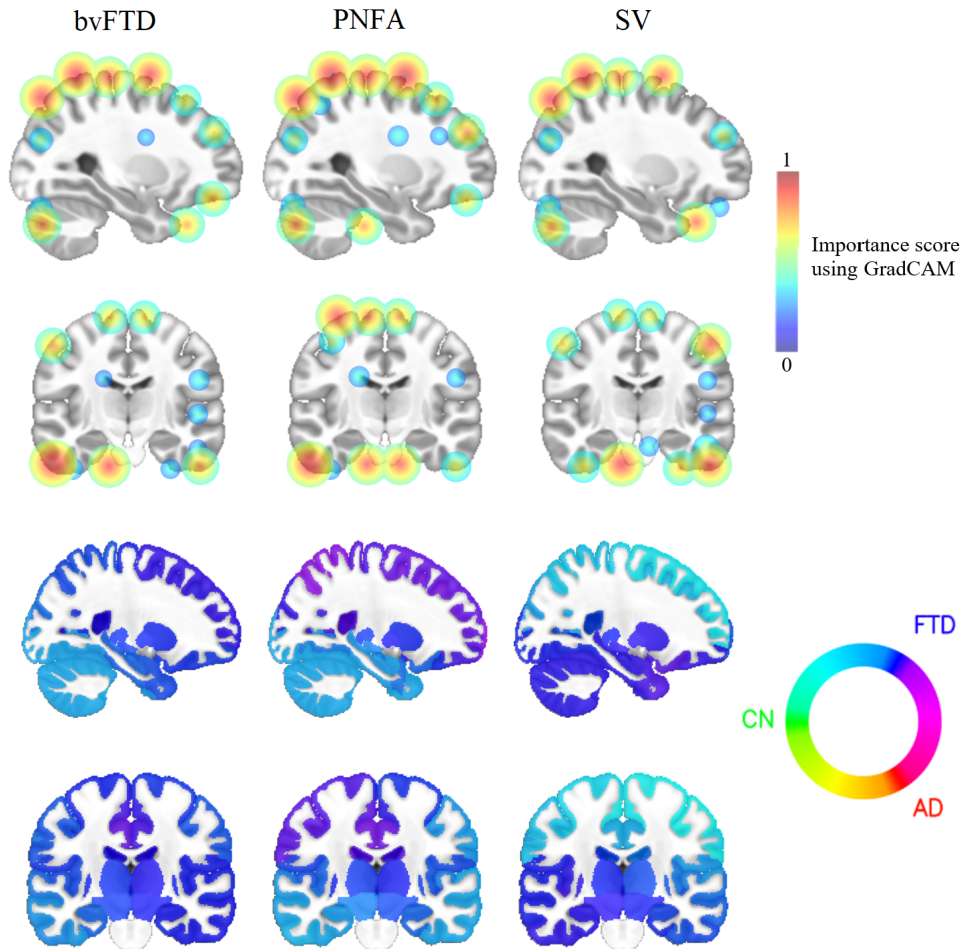 bvFTD PNFA SV
1
Importance score
using GradCAM
0
FTD
CN
AD